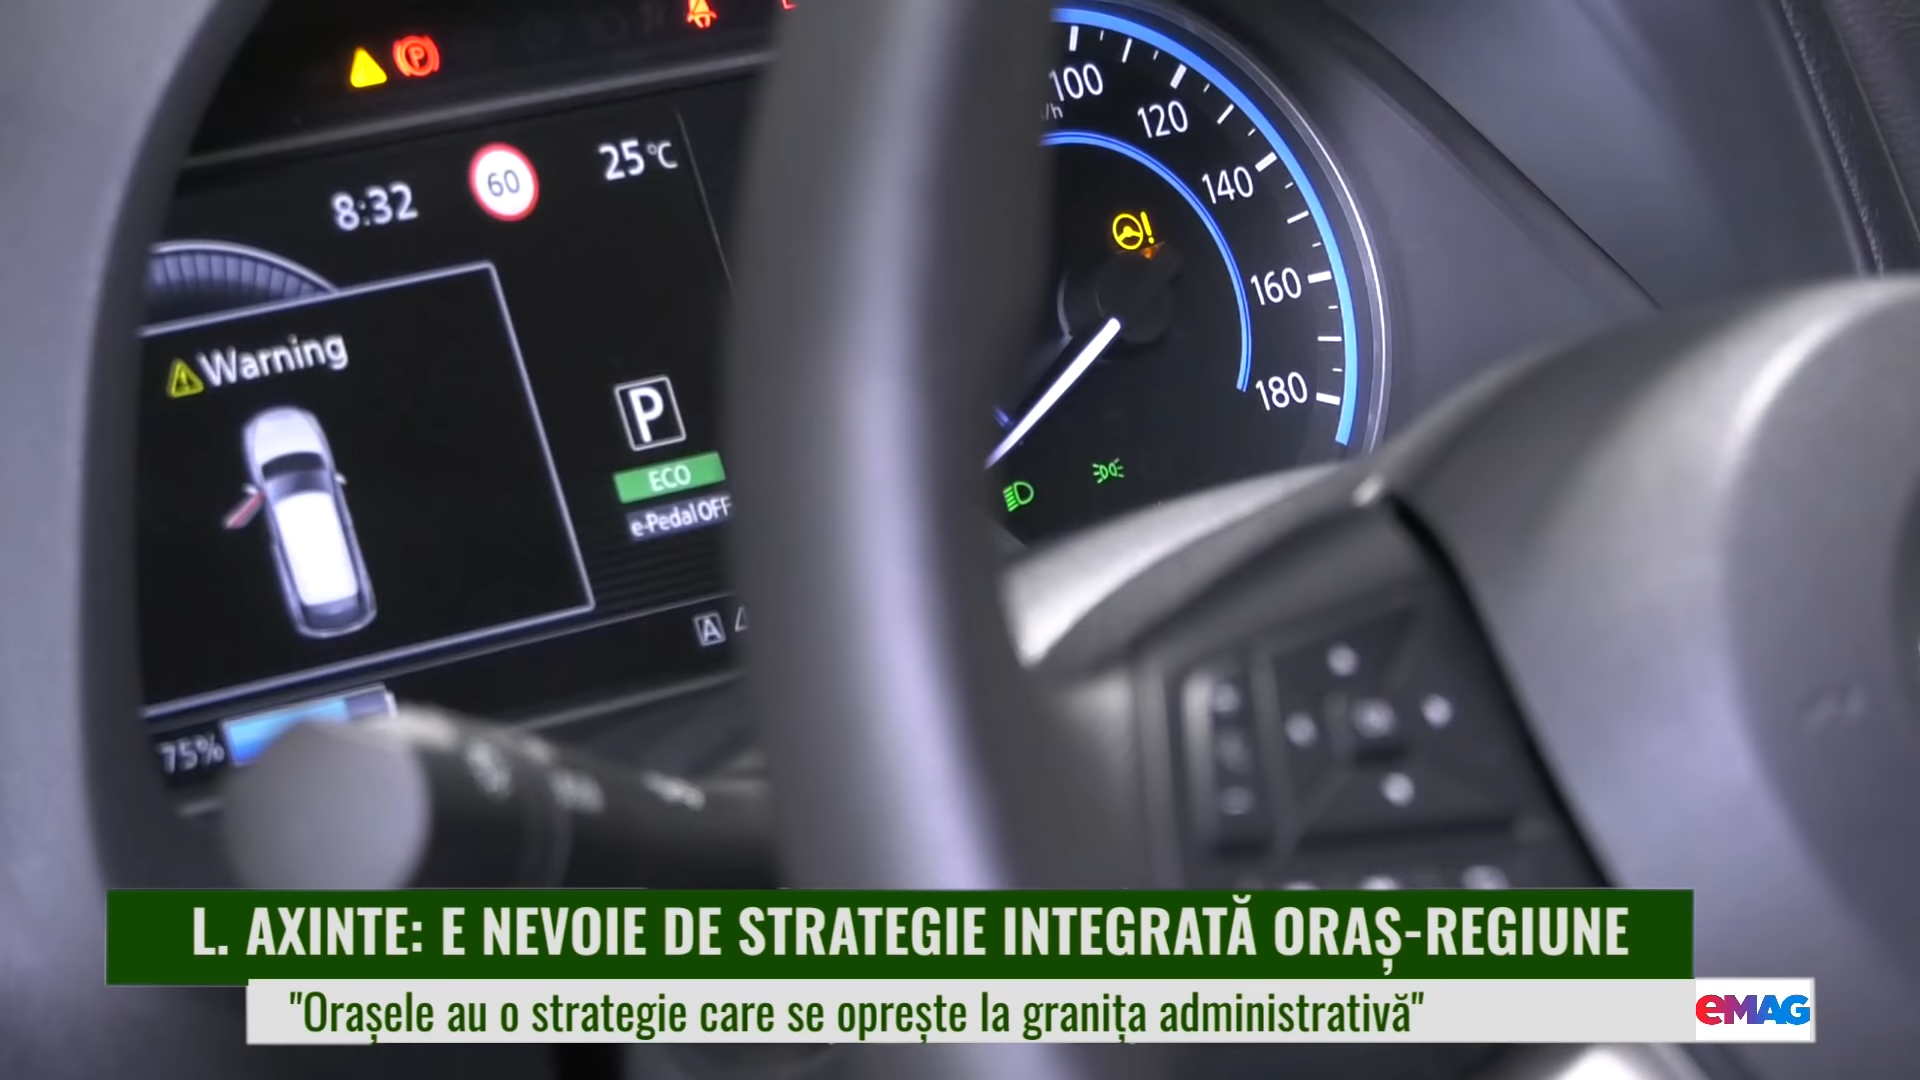 100
120
8:32
60
25°C
140
160
Warning
P
180
ECO
e-Pedal OFF
A
75%
L. AXINTE: E NEVOIE DE STRATEGIE INTEGRATĂ ORAȘ-REGIUNE
"Orașele au o strategie care se oprește la granița administrativă"
eMAG